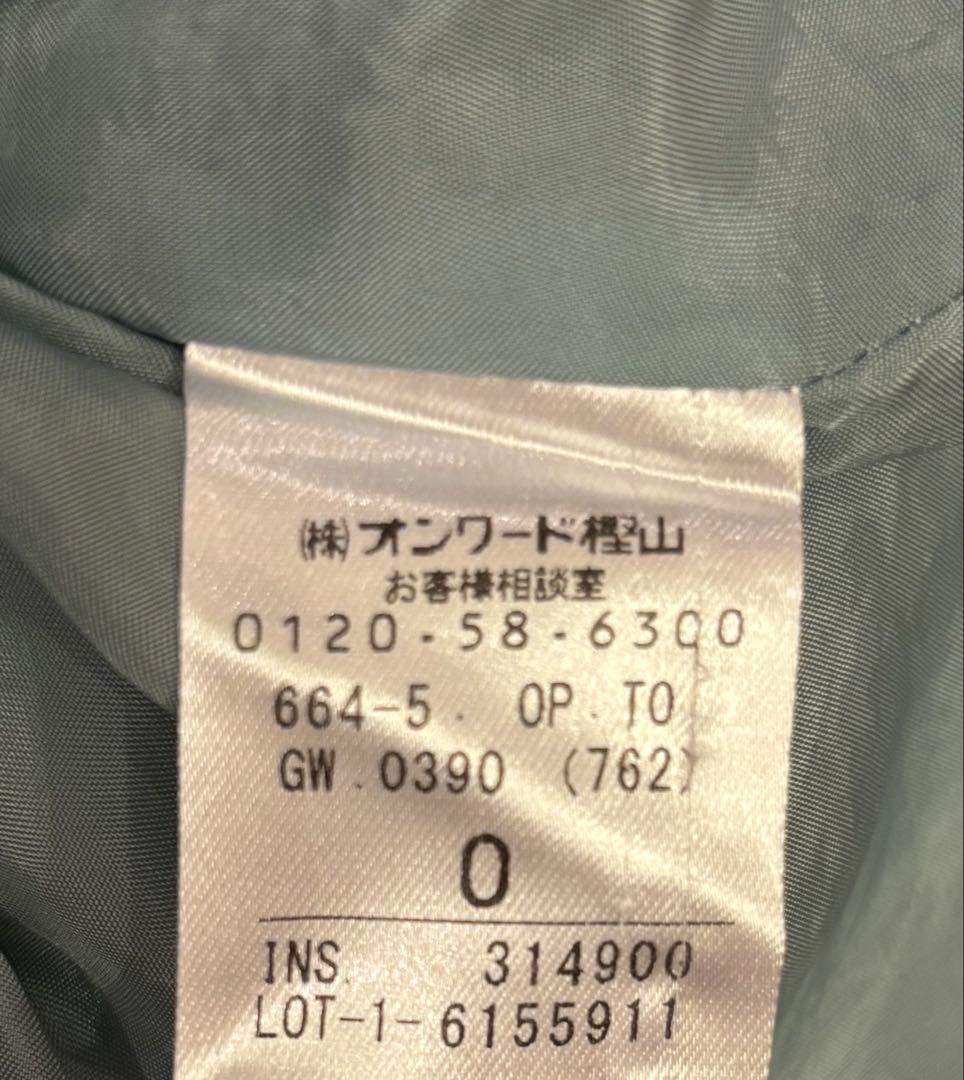 ㈱オンワード樫山
お客様相談室
0120-58-6300
664-5. OP. TO
GW.0390 (762)
0
INS. 314900
LOT-1-6155911